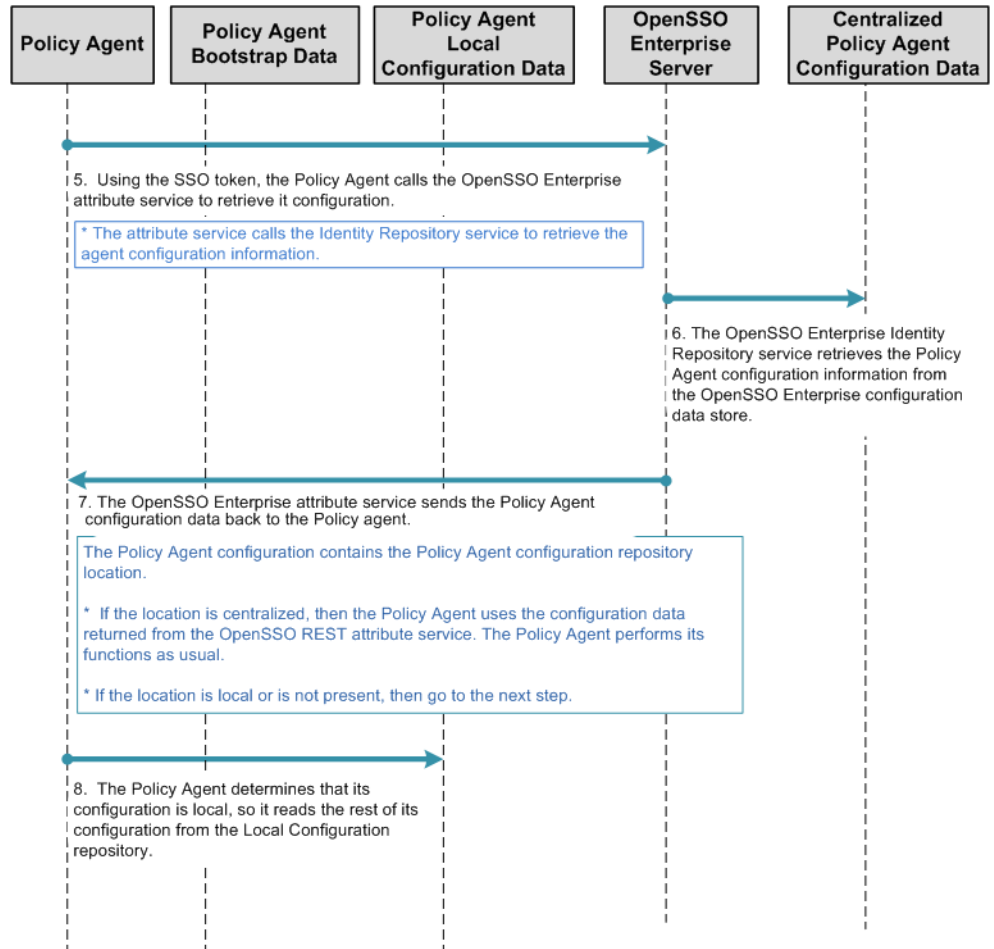 Policy Agent
Policy Agent
Bootstrap Data
Policy Agent
Local
Configuration Data
OpenSSO
Enterprise
Server
Centralized
Policy Agent
Configuration Data
5.  Using the SSO token, the Policy Agent calls the OpenSSO Enterprise
attribute service to retrieve it configuration.
* The attribute service calls the Identity Repository service to retrieve the
agent configuration information.
6. The OpenSSO Enterprise Identity
Repository service retrieves the Policy
Agent configuration information from
the OpenSSO Enterprise configuration
data store.
7. The OpenSSO Enterprise attribute service sends the Policy Agent
configuration data back to the Policy agent.
The Policy Agent configuration contains the Policy Agent configuration repository
location.
*  If the location is centralized, then the Policy Agent uses the configuration data
returned from the OpenSSO REST attribute service. The Policy Agent performs its
functions as usual.
* If the location is local or is not present, then go to the next step.
8.  The Policy Agent determines that its
configuration is local, so it reads the rest of its
configuration from the Local Configuration
repository.